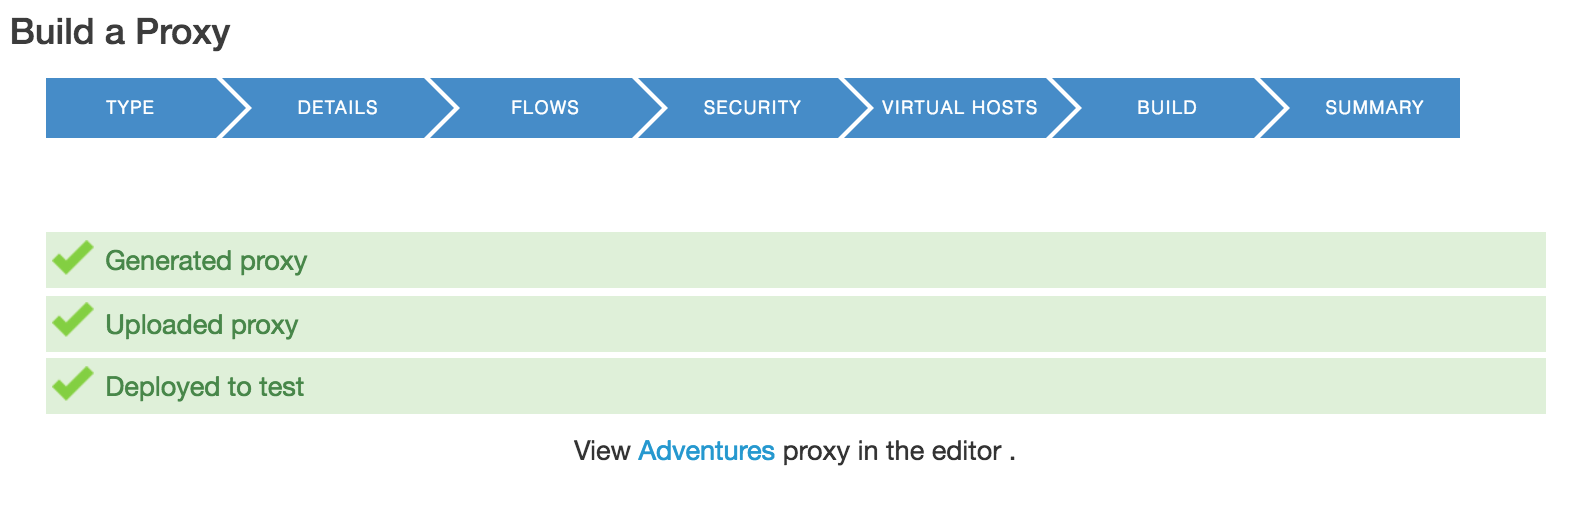 Build a Proxy
TYPE DETAILS FLOWS SECURITY VIRTUAL HOSTS BUILD SUMMARY
Generated proxy
Uploaded proxy
Deployed to test
View Adventures proxy in the editor .